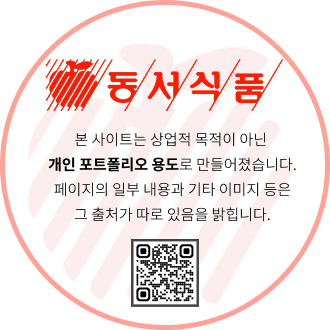 동서식품
본 사이트는 상업적 목적이 아닌
개인 포트폴리오 용도로 만들어졌습니다.
페이지의 일부 내용과 기타 이미지 등은
그 출처가 따로 있음을 밝힙니다.